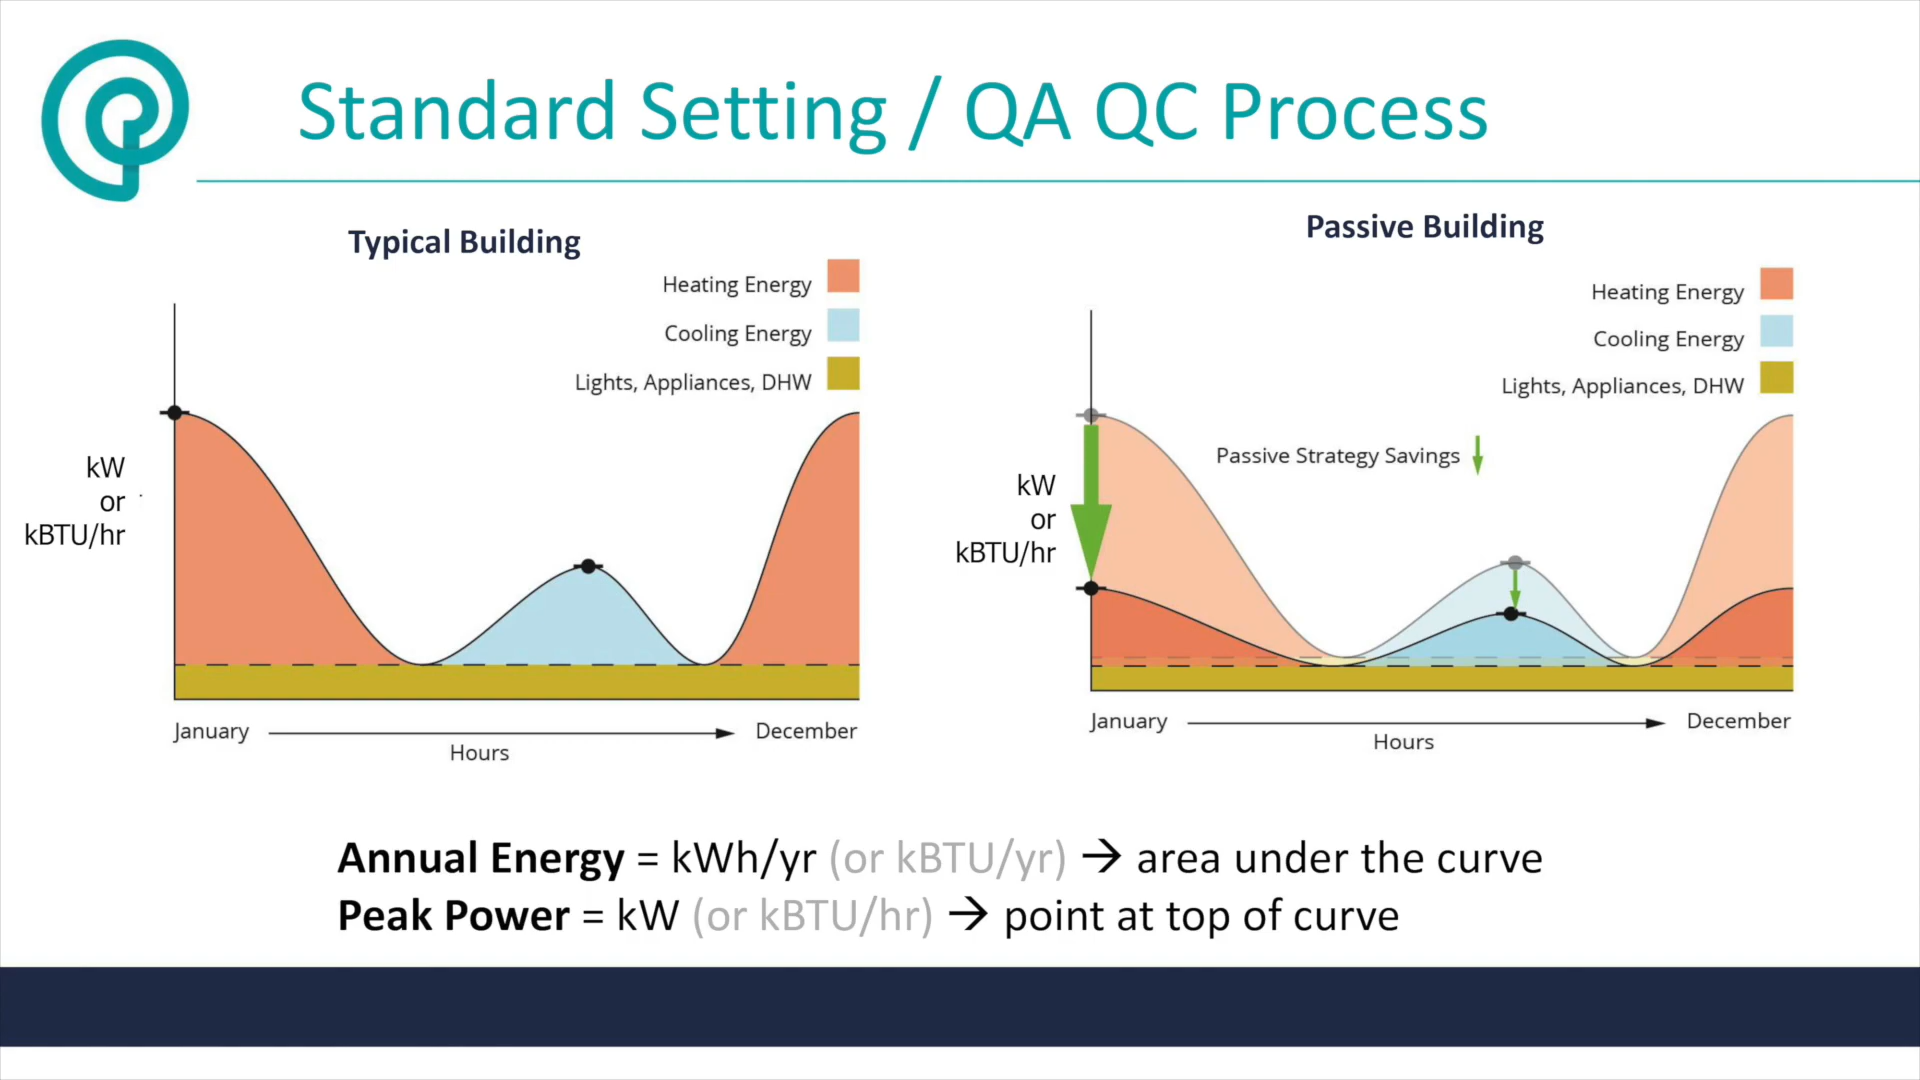 Standard Setting / QA QC Process
Typical Building
Heating Energy
Cooling Energy
Lights, Appliances, DHW
kW
or
kBTU/hr
January
December
Hours
Passive Building
Heating Energy
Cooling Energy
Lights, Appliances, DHW
Passive Strategy Savings
kW
or
kBTU/hr
January
December
Hours
Annual Energy = kWh/yr (or kBTU/yr) → area under the curve
Peak Power = kW (or kBTU/hr) → point at top of curve